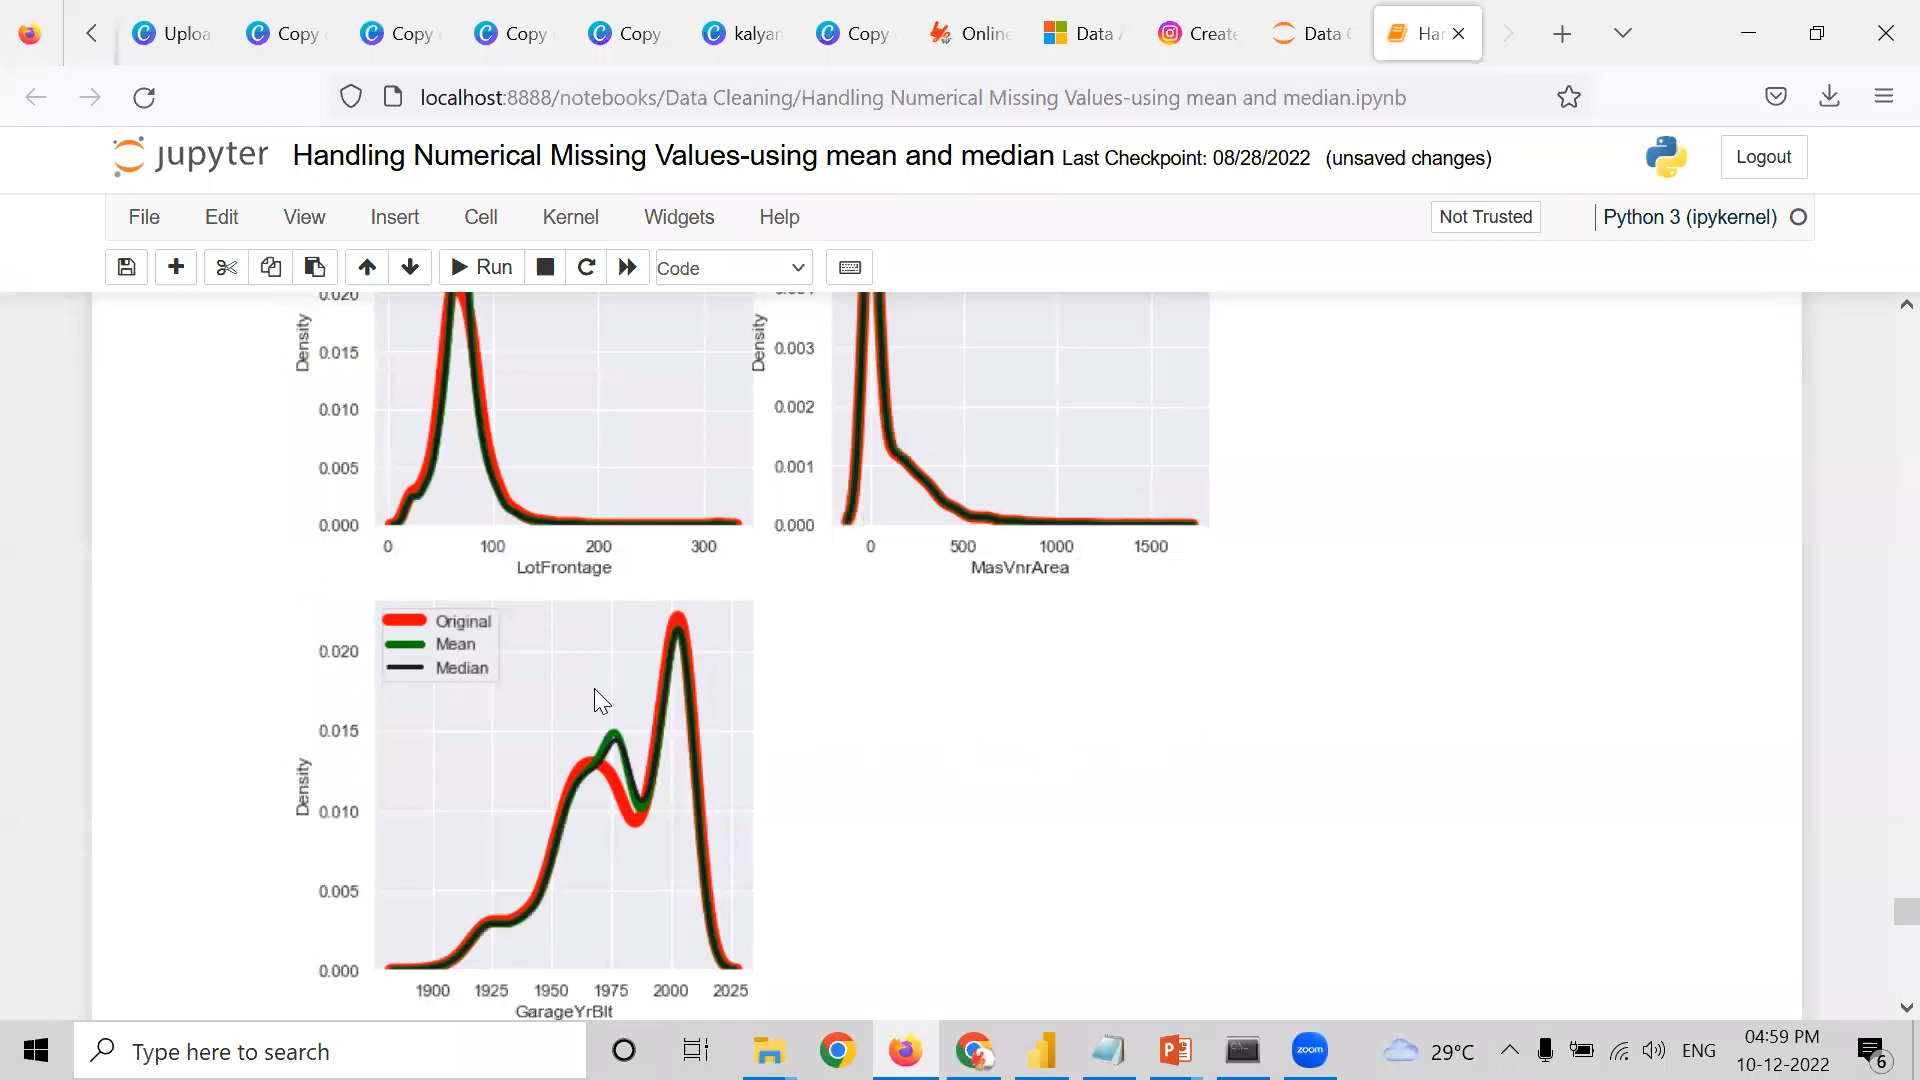 Uploa
Copy
Copy
Copy
Copy
kalyan
Copy
Online
Data
Create
Data
Har
localhost:8888/notebooks/Data Cleaning/Handling Numerical Missing Values-using mean and median.ipynb
jupyter Handling Numerical Missing Values-using mean and median Last Checkpoint: 08/28/2022 (unsaved changes)
Logout
File Edit View Insert Cell Kernel Widgets Help
Not Trusted
Python 3 (ipykernel)
Run
Code
0.020
0.015
0.010
0.005
0.000
Density
0 100 200 300
LotFrontage
0.003
0.002
0.001
0.000
Density
0 500 1000 1500
MasVnrArea
Original
Mean
Median
0.020
0.015
0.010
0.005
0.000
Density
1900 1925 1950 1975 2000 2025
GarageYrBlt
Type here to search
zoom
29°C
ENG
04:59 PM
10-12-2022
6